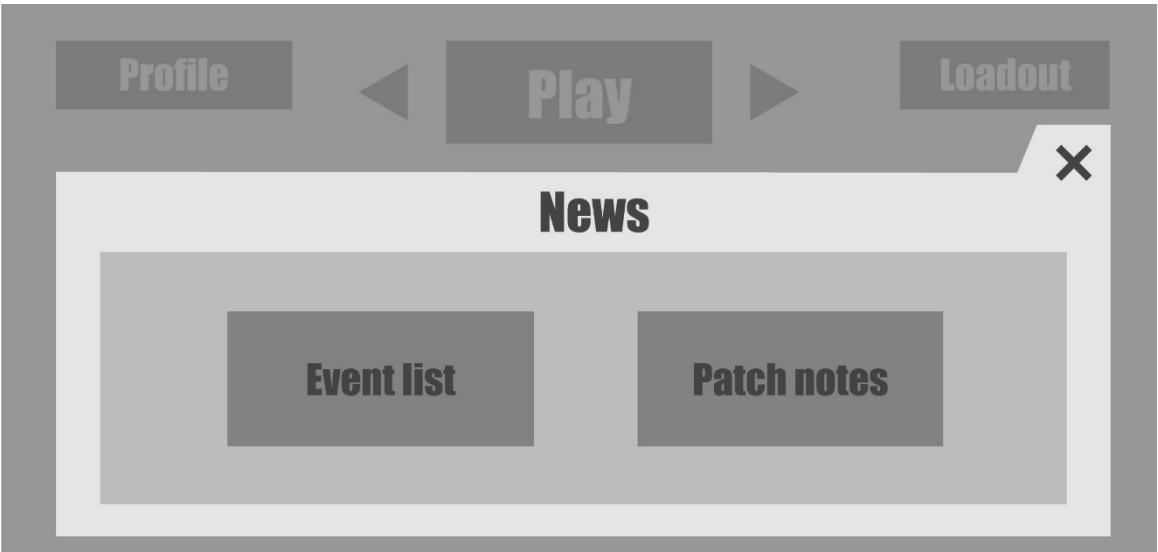 Profile
Play
Loadout
News
Event list
Patch notes